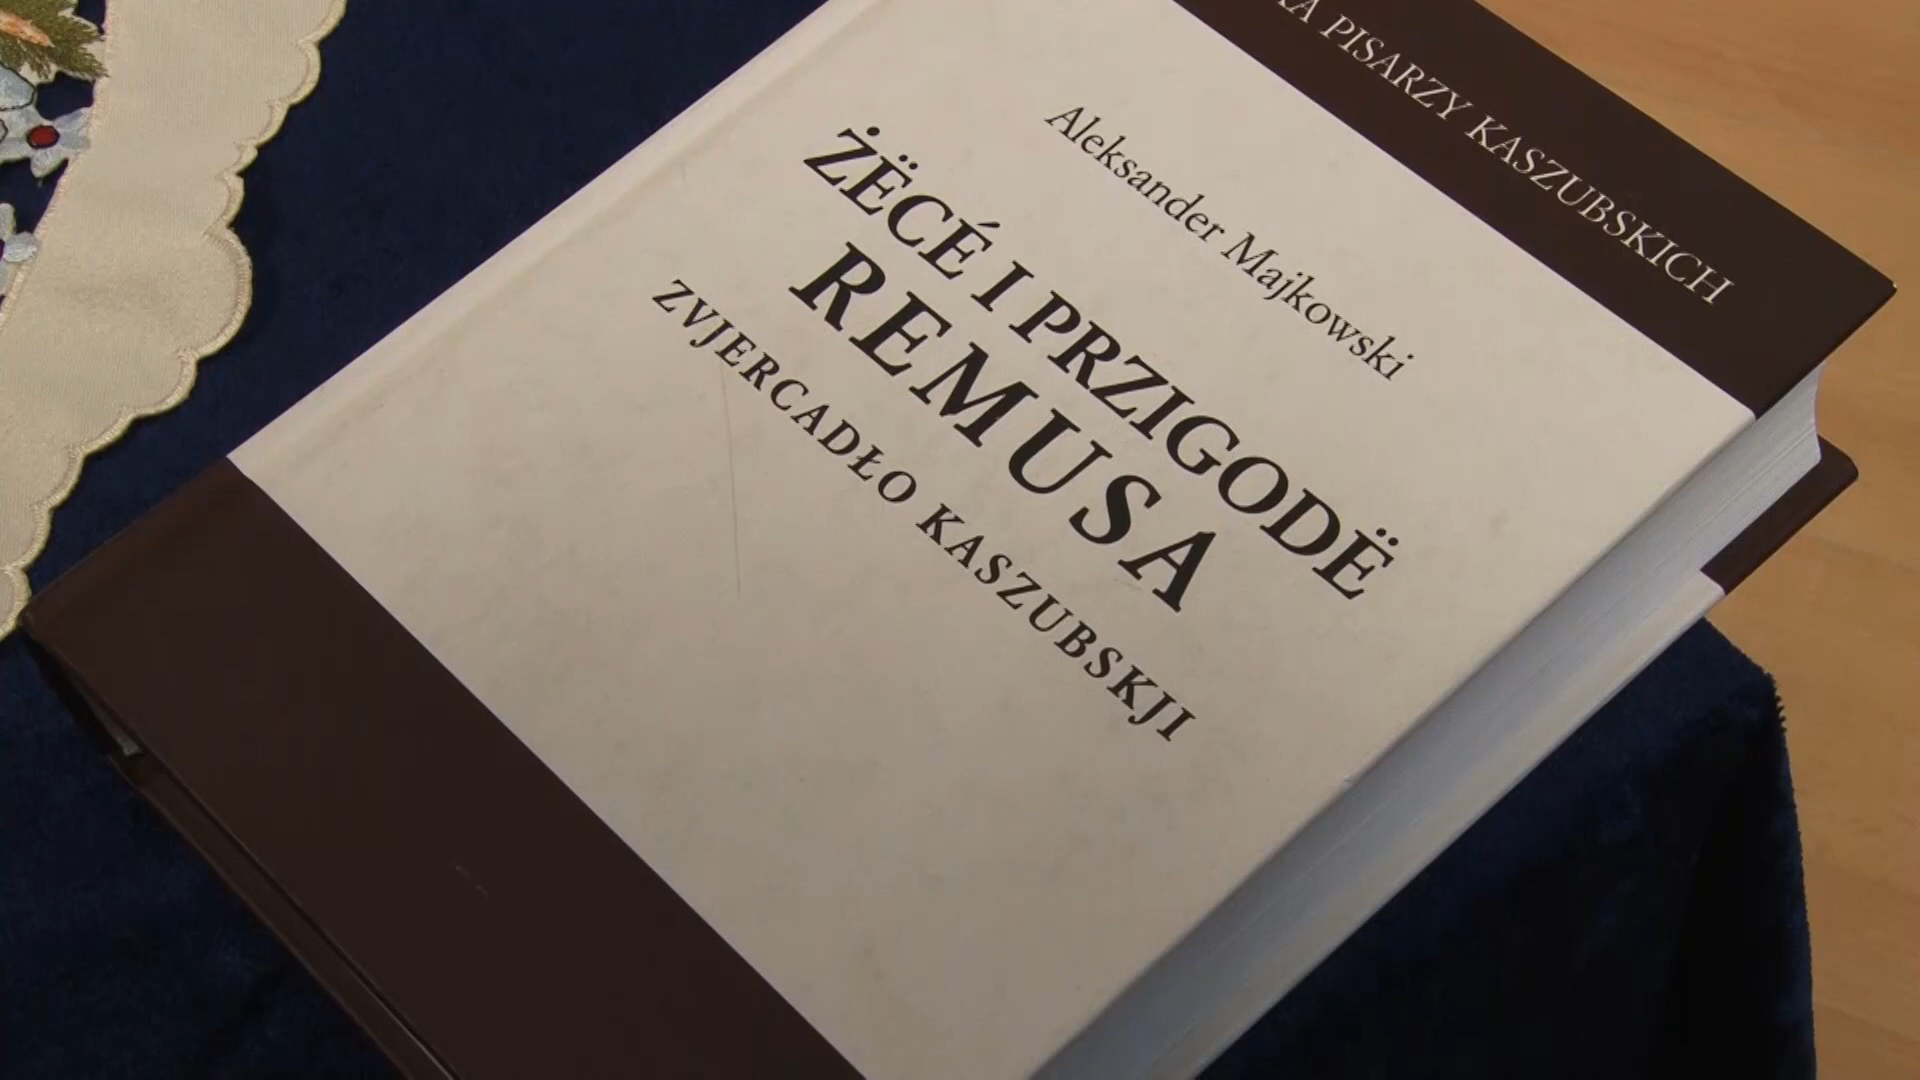 PISARZY KASZUBSKICH
Aleksander Majkowski
ŻËCÉ I PRZIGODË
REMUSA
ZVJERCADŁO KASZUBSKJI